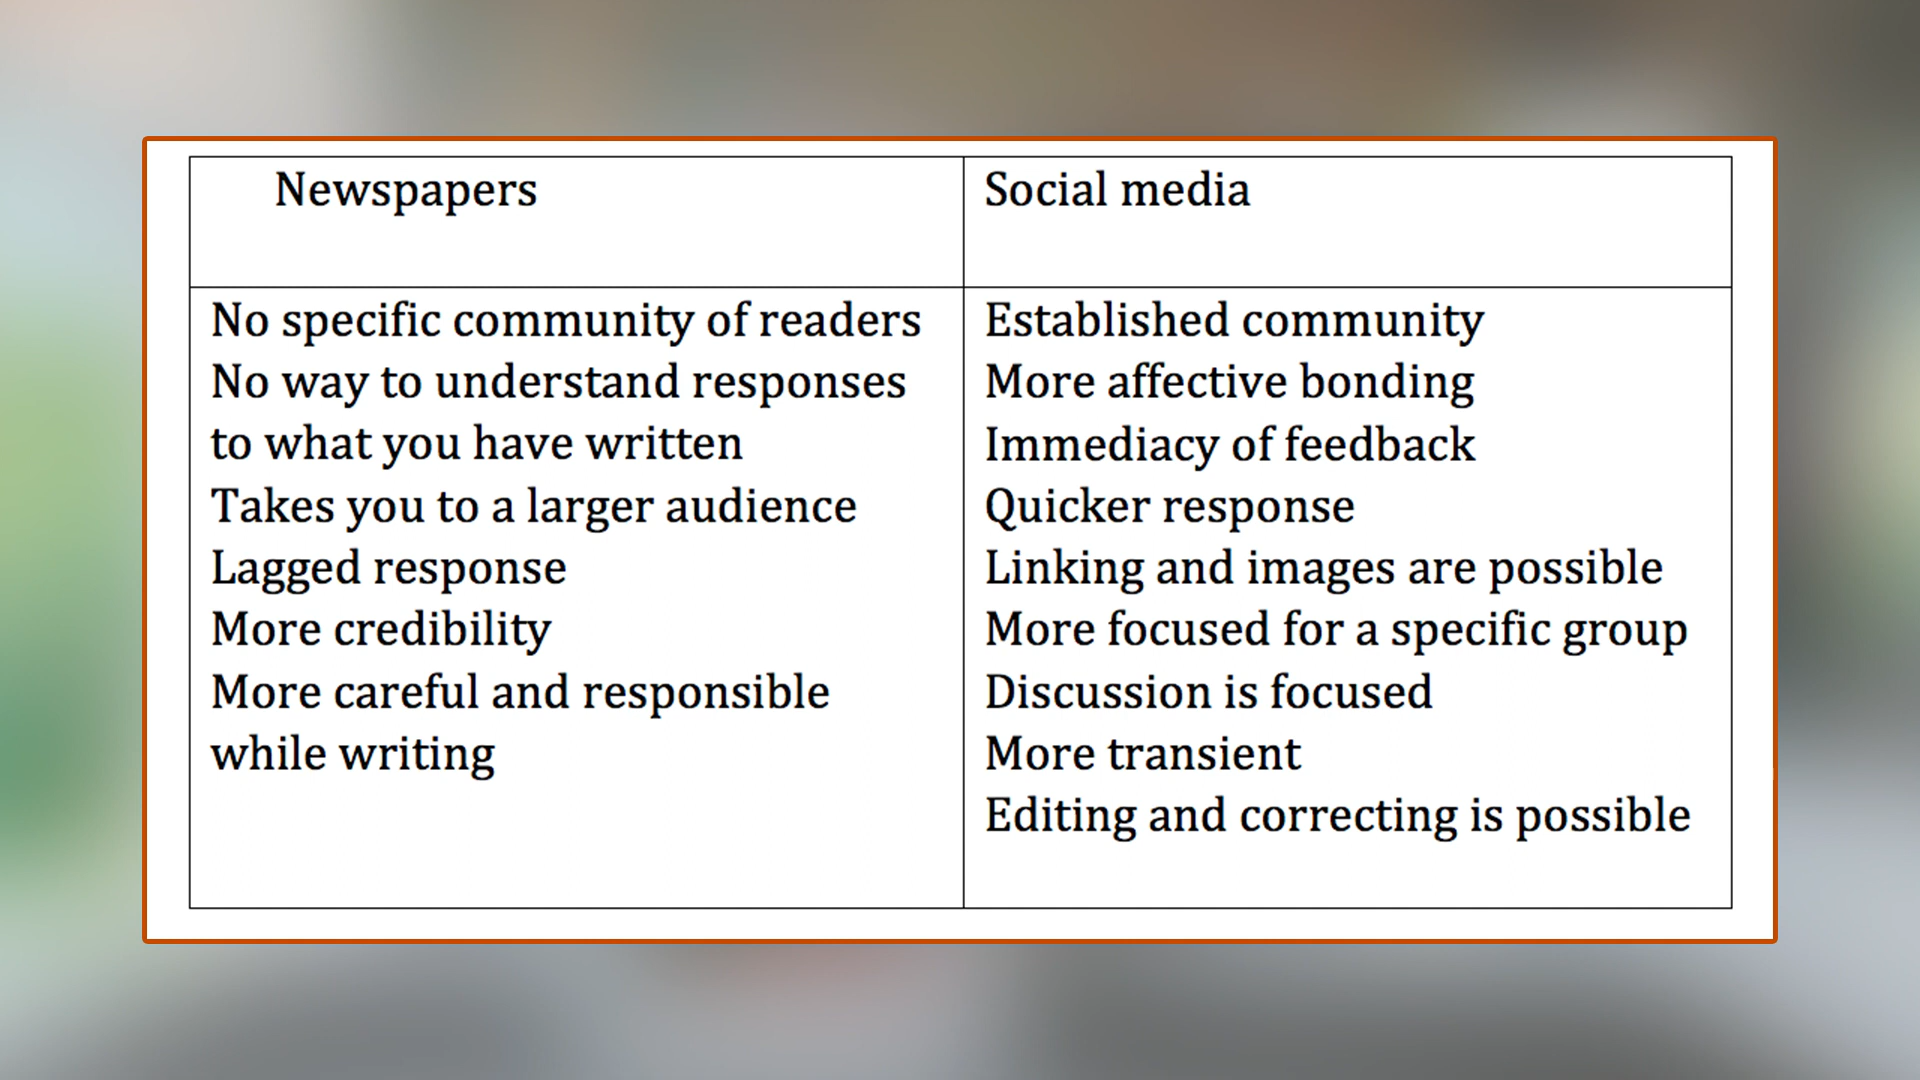 Newspapers
Social media
No specific community of readers
No way to understand responses
to what you have written
Takes you to a larger audience
Lagged response
More credibility
More careful and responsible
while writing
Established community
More affective bonding
Immediacy of feedback
Quicker response
Linking and images are possible
More focused for a specific group
Discussion is focused
More transient
Editing and correcting is possible